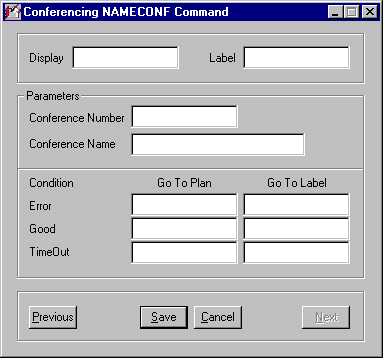 Conferencing NAMECONF Command
Display Label
Parameters
Conference Number
Conference Name
Condition Go To Plan Go To Label
Error
Good
TimeOut
Previous Save Cancel Next